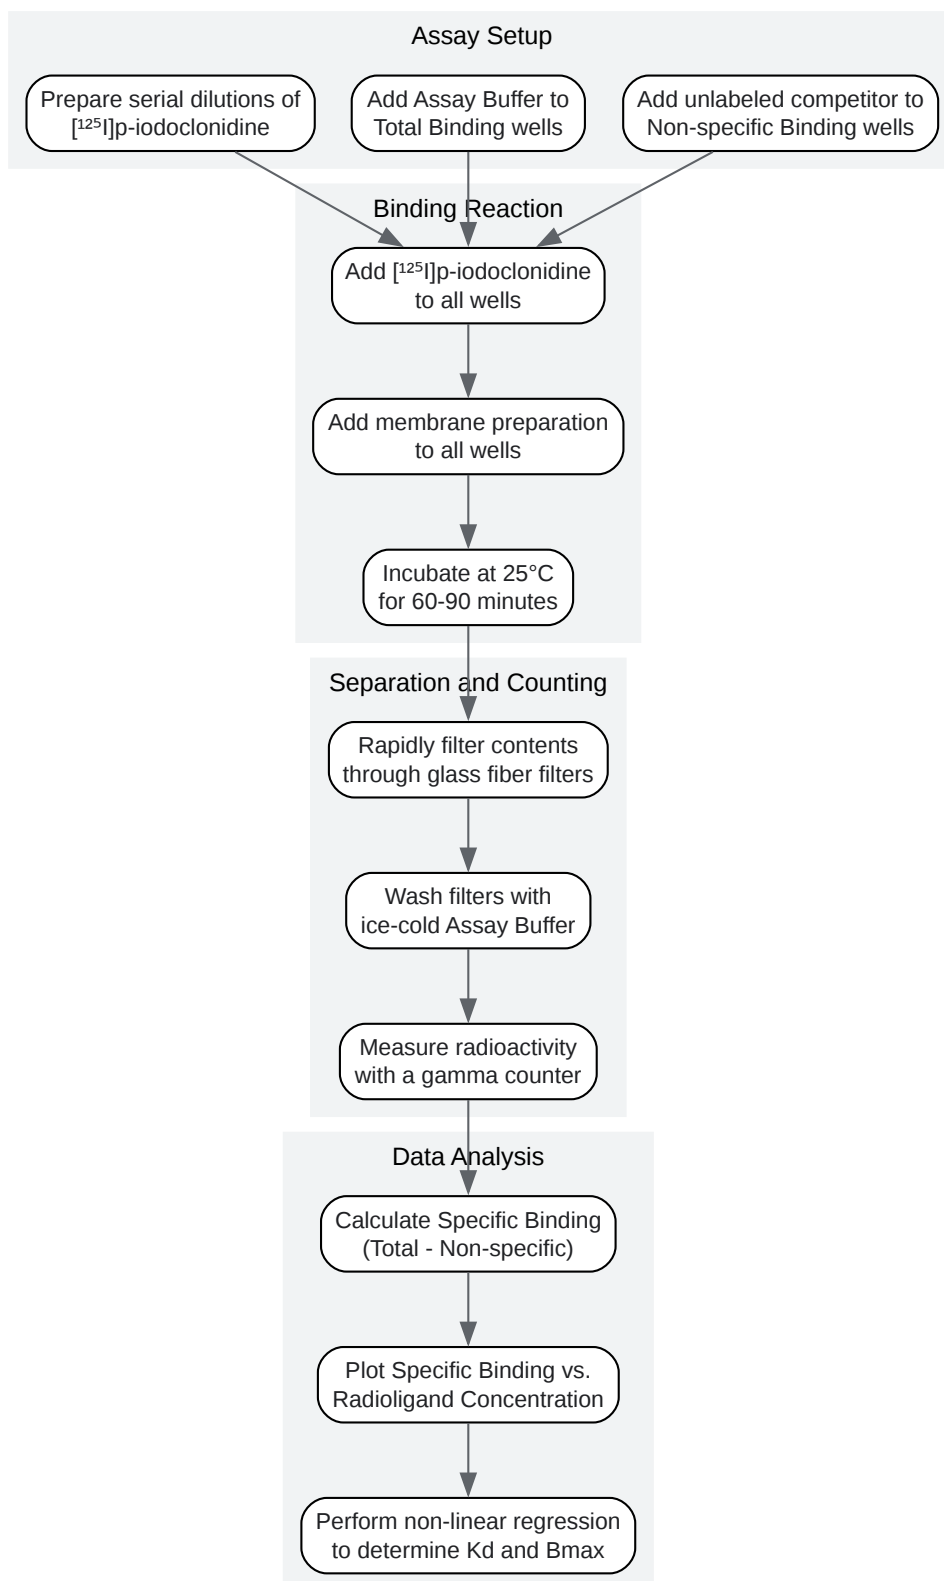 Assay Setup
Prepare serial dilutions of
[¹²⁵I]p-iodoclonidine
Add Assay Buffer to
Total Binding wells
Add unlabeled competitor to
Non-specific Binding wells
Binding Reaction
Add [¹²⁵I]p-iodoclonidine
to all wells
Add membrane preparation
to all wells
Incubate at 25°C
for 60-90 minutes
Separation and Counting
Rapidly filter contents
through glass fiber filters
Wash filters with
ice-cold Assay Buffer
Measure radioactivity
with a gamma counter
Data Analysis
Calculate Specific Binding
(Total - Non-specific)
Plot Specific Binding vs.
Radioligand Concentration
Perform non-linear regression
to determine Kd and Bmax